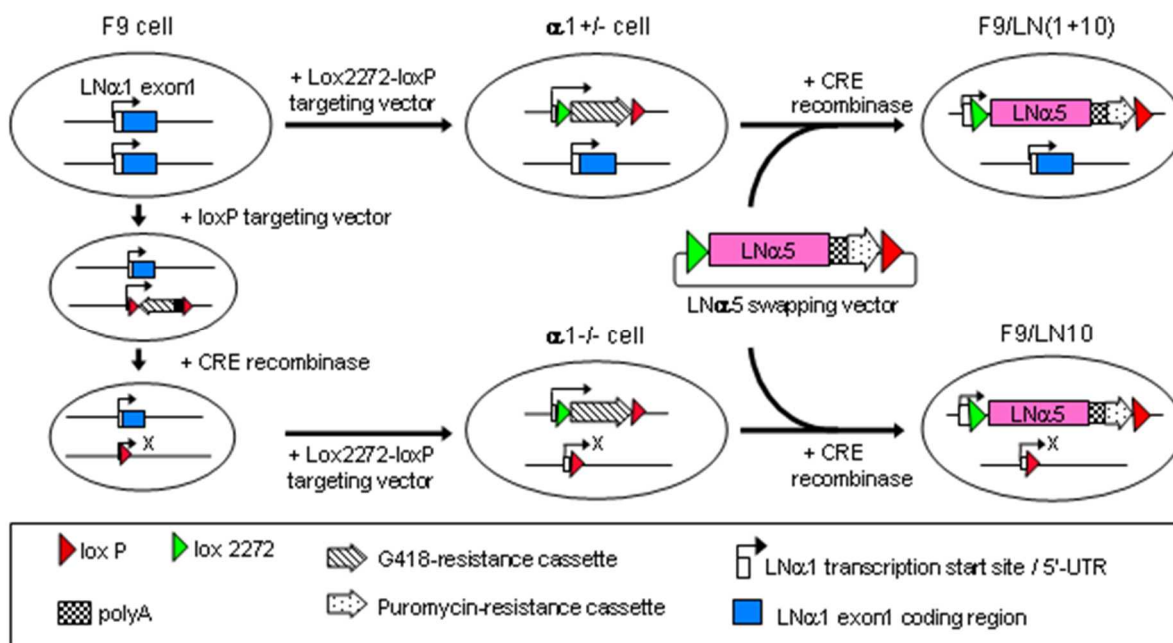 F9 cell
α1+/- cell
F9/LN(1+10)
LNα1 exon1
+ Lox2272-loxP
targeting vector
+ CRE
recombinase
LNα5
+ loxP targeting vector
LNα5
LNα5 swapping vector
+ CRE recombinase
α1-/- cell
F9/LN10
X
+ Lox2272-loxP
targeting vector
X
+ CRE
recombinase
LNα5
X
lox P
lox 2272
G418-resistance cassette
LNα1 transcription start site / 5'-UTR
polyA
Puromycin-resistance cassette
LNα1 exon1 coding region